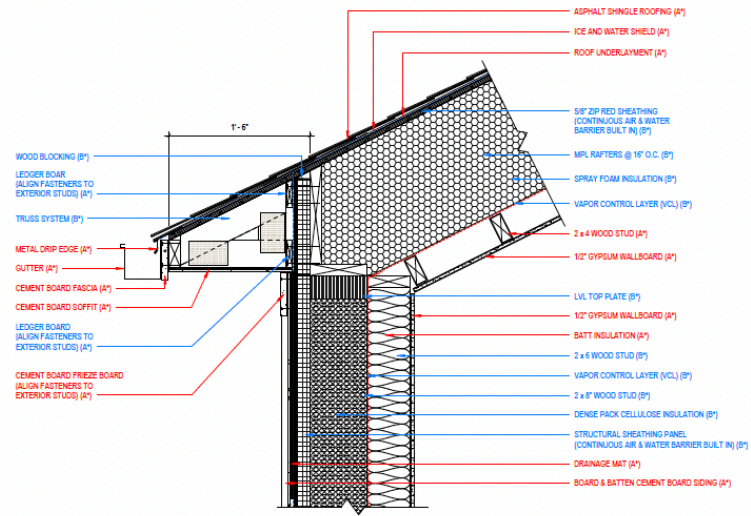 ASPHALT SHINGLE ROOFING (A*)
ICE AND WATER SHIELD (A*)
ROOF UNDERLAYMENT (A*)
5/8" ZIP RED SHEATHING
(CONTINUOUS AIR & WATER
BARRIER BUILT IN) (B*)
MPL RAFTERS @ 16" O.C. (B*)
SPRAY FOAM INSULATION (B*)
VAPOR CONTROL LAYER (VCL) (B*)
2 x 4 WOOD STUD (A*)
1/2" GYPSUM WALLBOARD (A*)
LVL TOP PLATE (B*)
1/2" GYPSUM WALLBOARD (A*)
BATT INSULATION (A*)
2 x 6 WOOD STUD (B*)
VAPOR CONTROL LAYER (VCL) (B*)
2 x 8" WOOD STUD (B*)
DENSE PACK CELLULOSE INSULATION (B*)
STRUCTURAL SHEATHING PANEL
(CONTINUOUS AIR & WATER BARRIER BUILT IN) (B*)
DRAINAGE MAT (A*)
BOARD & BATTEN CEMENT BOARD SIDING (A*)
1'-6"
WOOD BLOCKING (B*)
LEDGER BOAR
(ALIGN FASTENERS TO
EXTERIOR STUDS) (A*)
TRUSS SYSTEM (B*)
METAL DRIP EDGE (A*)
GUTTER (A*)
CEMENT BOARD FASCIA (A*)
CEMENT BOARD SOFFIT (A*)
LEDGER BOARD
(ALIGN FASTENERS TO
EXTERIOR STUDS) (A*)
CEMENT BOARD FRIEZE BOARD
(ALIGN FASTENERS TO
EXTERIOR STUDS) (A*)